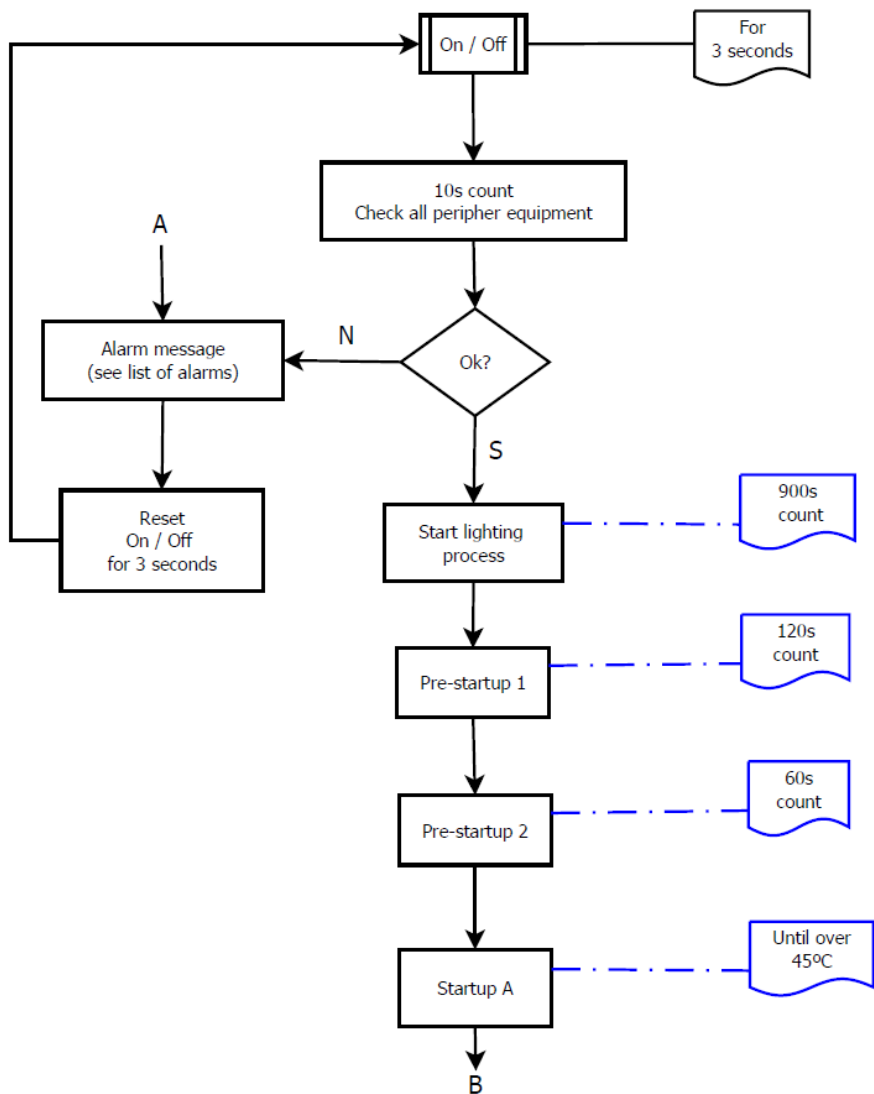 On / Off
For
3 seconds
10s count
Check all peripher equipment
A
Alarm message
(see list of alarms)
N
Ok?
S
Reset
On / Off
for 3 seconds
Start lighting
process
900s
count
Pre-startup 1
120s
count
Pre-startup 2
60s
count
Startup A
Until over
45ºC
B